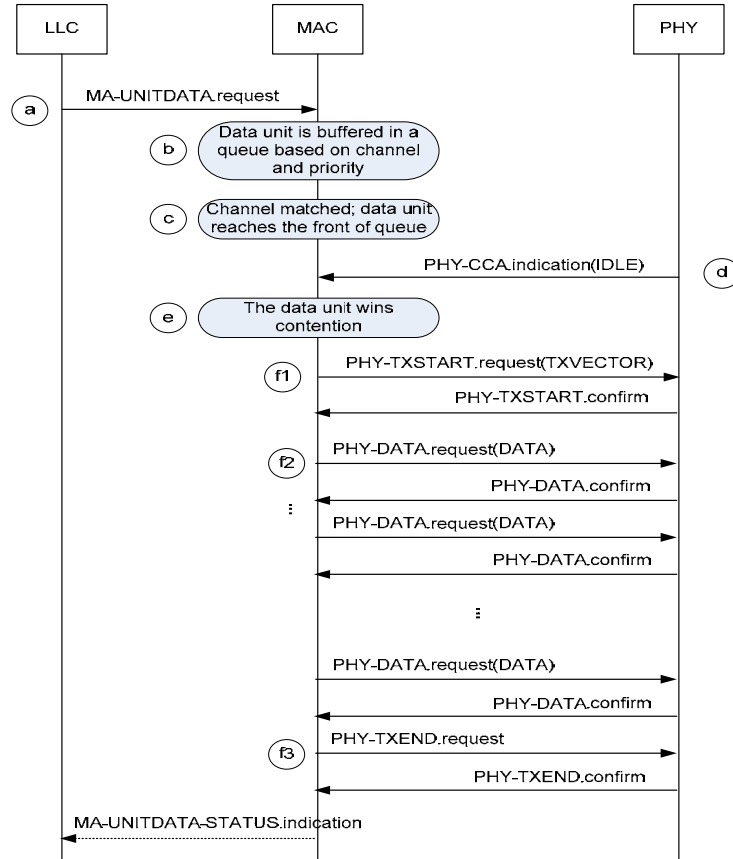 LLC
MAC
PHY
a
MA-UNITDATA.request
b
Data unit is buffered in a
queue based on channel
and priority
c
Channel matched; data unit
reaches the front of queue
PHY-CCA.indication(IDLE)
d
e
The data unit wins
contention
f1
PHY-TXSTART.request(TXVECTOR)
PHY-TXSTART.confirm
f2
PHY-DATA.request(DATA)
PHY-DATA.confirm
...
PHY-DATA.request(DATA)
PHY-DATA.confirm
...
PHY-DATA.request(DATA)
PHY-DATA.confirm
f3
PHY-TXEND.request
PHY-TXEND.confirm
MA-UNITDATA-STATUS.indication